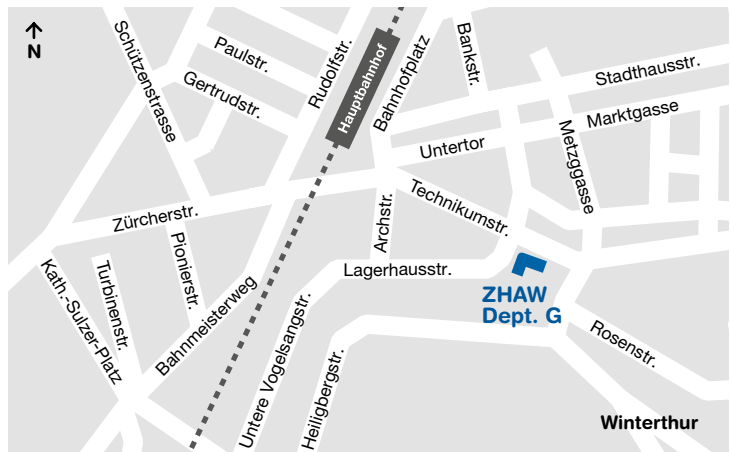 N
Schützenstrasse
Paulstr.
Gertrudstr.
Rudolfstr.
Hauptbahnhof
Bahnhofplatz
Bankstr.
Stadthausstr.
Marktgasse
Metzggasse
Untertor
Technikumstr.
Zürcherstr.
Pionierstr.
Archstr.
Lagerhausstr.
Kath.-Sulzer-Platz
Turbinenstr.
Bahnmeisterweg
Untere Vogelsangstr.
Heiligbergstr.
ZHAW
Dept. G
Rosenstr.
Winterthur